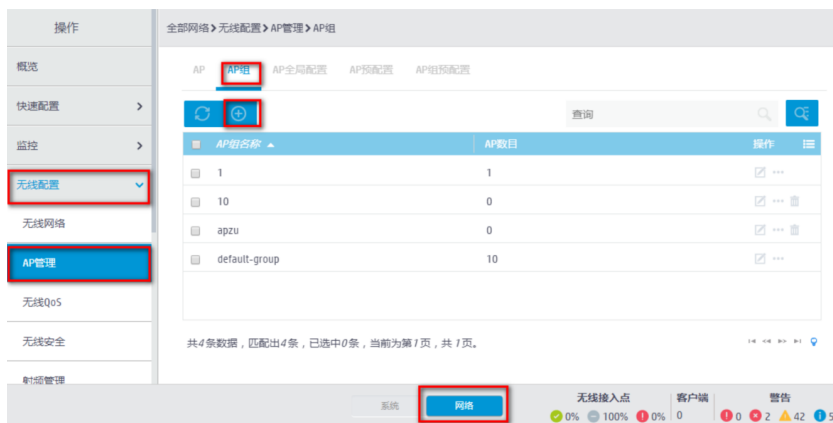 操作
全部网络>无线配置>AP管理>AP组
概览
快速配置
监控
无线配置
无线网络
AP管理
无线QoS
无线安全
射频管理
AP AP组 AP全局配置 AP预配置 AP组预配置
查询
AP组名称 AP数目 操作
1 1
10 0
apzu 0
default-group 10
共4条数据，匹配出4条，已选中0条，当前为第1页，共 1页。
系统 网络
无线接入点 客户端 警告
0% 100% 0% 0 0 2 42 5